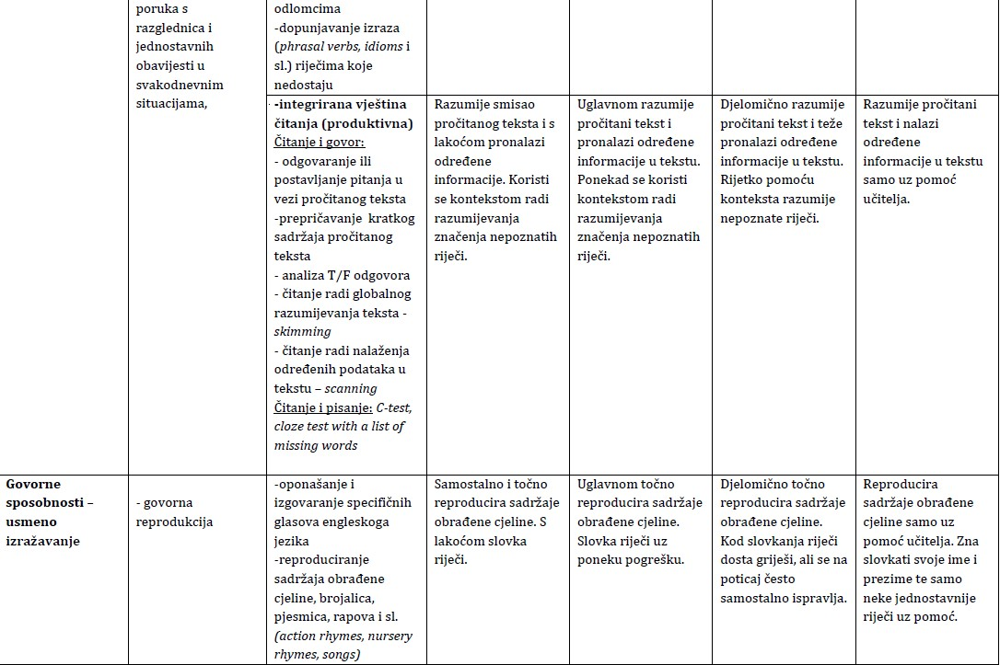 poruka s
razglednica i
jednostavnih
obavijesti u
svakodnevnim
situacijama,
odlomcima
-dopunjavanje izraza
(phrasal verbs, idioms i
sl.) riječima koje
nedostaju
-integrirana vještina
čitanja (produktivna)
Čitanje i govor:
- odgovaranje ili
postavljanje pitanja u
vezi pročitanog teksta
-prepričavanje kratkog
sadržaja pročitanog
teksta
- analiza T/F odgovora
- čitanje radi globalnog
razumijevanja teksta -
skimming
- čitanje radi nalaženja
određenih podataka u
tekstu – scanning
Čitanje i pisanje: C-test,
cloze test with a list of
missing words
Razumije smisao
pročitanog teksta i s
lakoćom pronalazi
određene
informacije. Koristi
se kontekstom radi
razumijevanja
značenja nepoznatih
riječi.
Uglavnom razumije
pročitani tekst i
pronalazi određene
informacije u tekstu.
Ponekad se koristi
kontekstom radi
razumijevanja
značenja nepoznatih
riječi.
Djelomično razumije
pročitani tekst i teže
pronalazi određene
informacije u tekstu.
Rijetko pomoću
konteksta razumije
nepoznate riječi.
Razumije pročitani
tekst i nalazi
određene
informacije u tekstu
samo uz pomoć
učitelja.
Govorne
sposobnosti –
usmeno
izražavanje
- govorna
reprodukcija
-oponašanje i
izgovaranje specifičnih
glasova engleskoga
jezika
-reproduciranje
sadržaja obrađene
cjeline, brojalica,
pjesmica, rapova i sl.
(action rhymes, nursery
rhymes, songs)
Samostalno i točno
reproducira sadržaje
obrađene cjeline. S
lakoćom slovka
riječi.
Uglavnom točno
reproducira sadržaje
obrađene cjeline.
Slovka riječi uz
poneku pogrešku.
Djelomično točno
reproducira sadržaje
obrađene cjeline.
Kod slovkanja riječi
dosta griješi, ali se na
poticaj često
samostalno ispravlja.
Reproducira
sadržaje obrađene
cjeline samo uz
pomoć učitelja. Zna
slovkati svoje ime i
prezime te samo
neke jednostavnije
riječi uz pomoć.